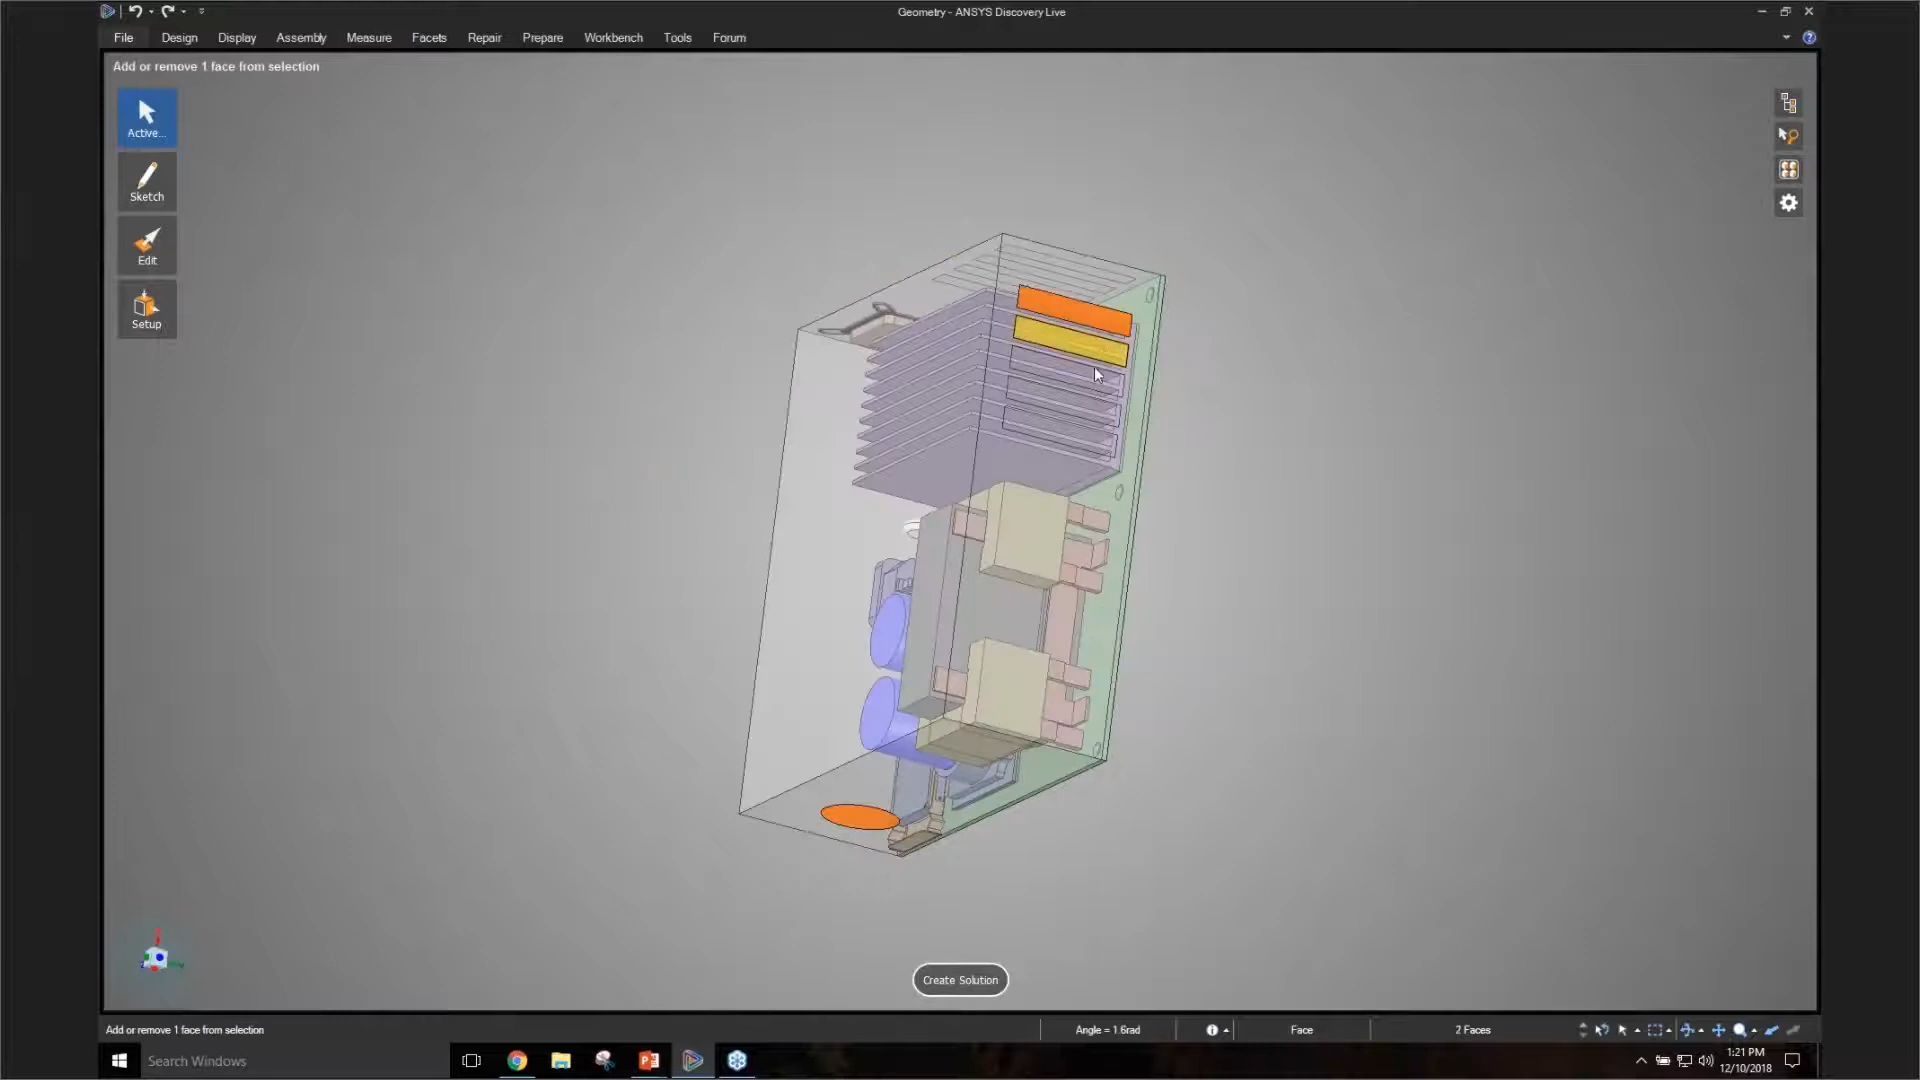 Geometry - ANSYS Discovery Live
File Design Display Assembly Measure Facets Repair Prepare Workbench Tools Forum
Add or remove 1 face from selection
Active...
Sketch
Edit
Setup
Create Solution
Add or remove 1 face from selection
Angle = 1.6rad
Face
2 Faces
Search Windows
1:21 PM
12/10/2018